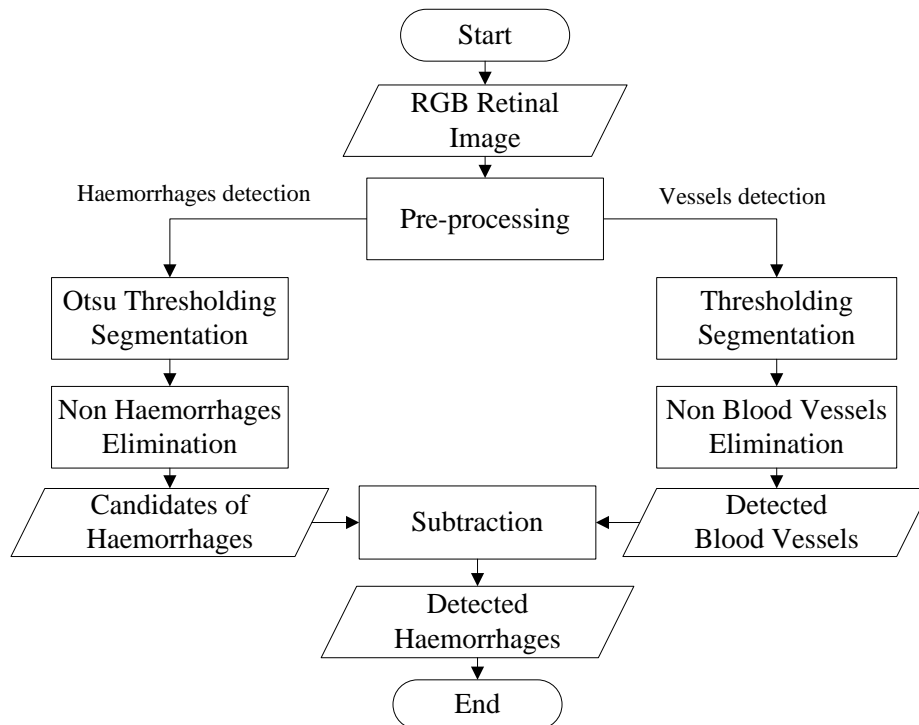 Start
RGB Retinal
Image
Haemorrhages detection
Vessels detection
Pre-processing
Otsu Thresholding
Segmentation
Thresholding
Segmentation
Non Haemorrhages
Elimination
Non Blood Vessels
Elimination
Candidates of
Haemorrhages
Subtraction
Detected
Blood Vessels
Detected
Haemorrhages
End